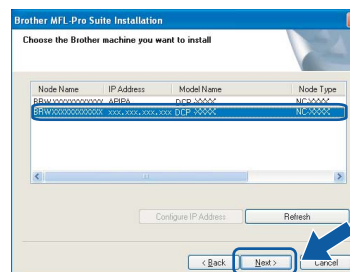 Brother MFL-Pro Suite Installation
Choose the Brother machine you want to install
Node Name IP Address Model Name Node Type
BRWXXXXXXXXXXXX APIPA DCP-XXXX NC-XXXX
BRWXXXXXXXXXXXX xxx.xxx.xxx.xxx DCP-XXXX NC-XXXX
Configure IP Address Refresh
< Back Next > Cancel